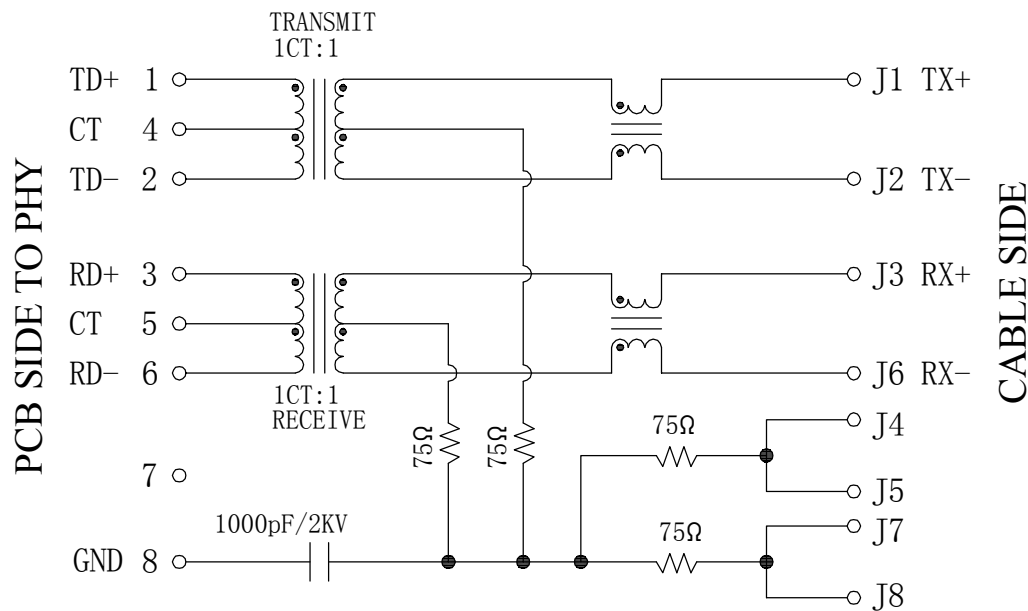 TRANSMIT
1CT:1
TD+ 1
CT 4
TD- 2
J1 TX+
J2 TX-
RD+ 3
CT 5
RD- 6
J3 RX+
J6 RX-
1CT:1
RECEIVE
PCB SIDE TO PHY
CABLE SIDE
75Ω
75Ω
75Ω
J4
J5
7
1000pF/2KV
75Ω
J7
GND 8
J8